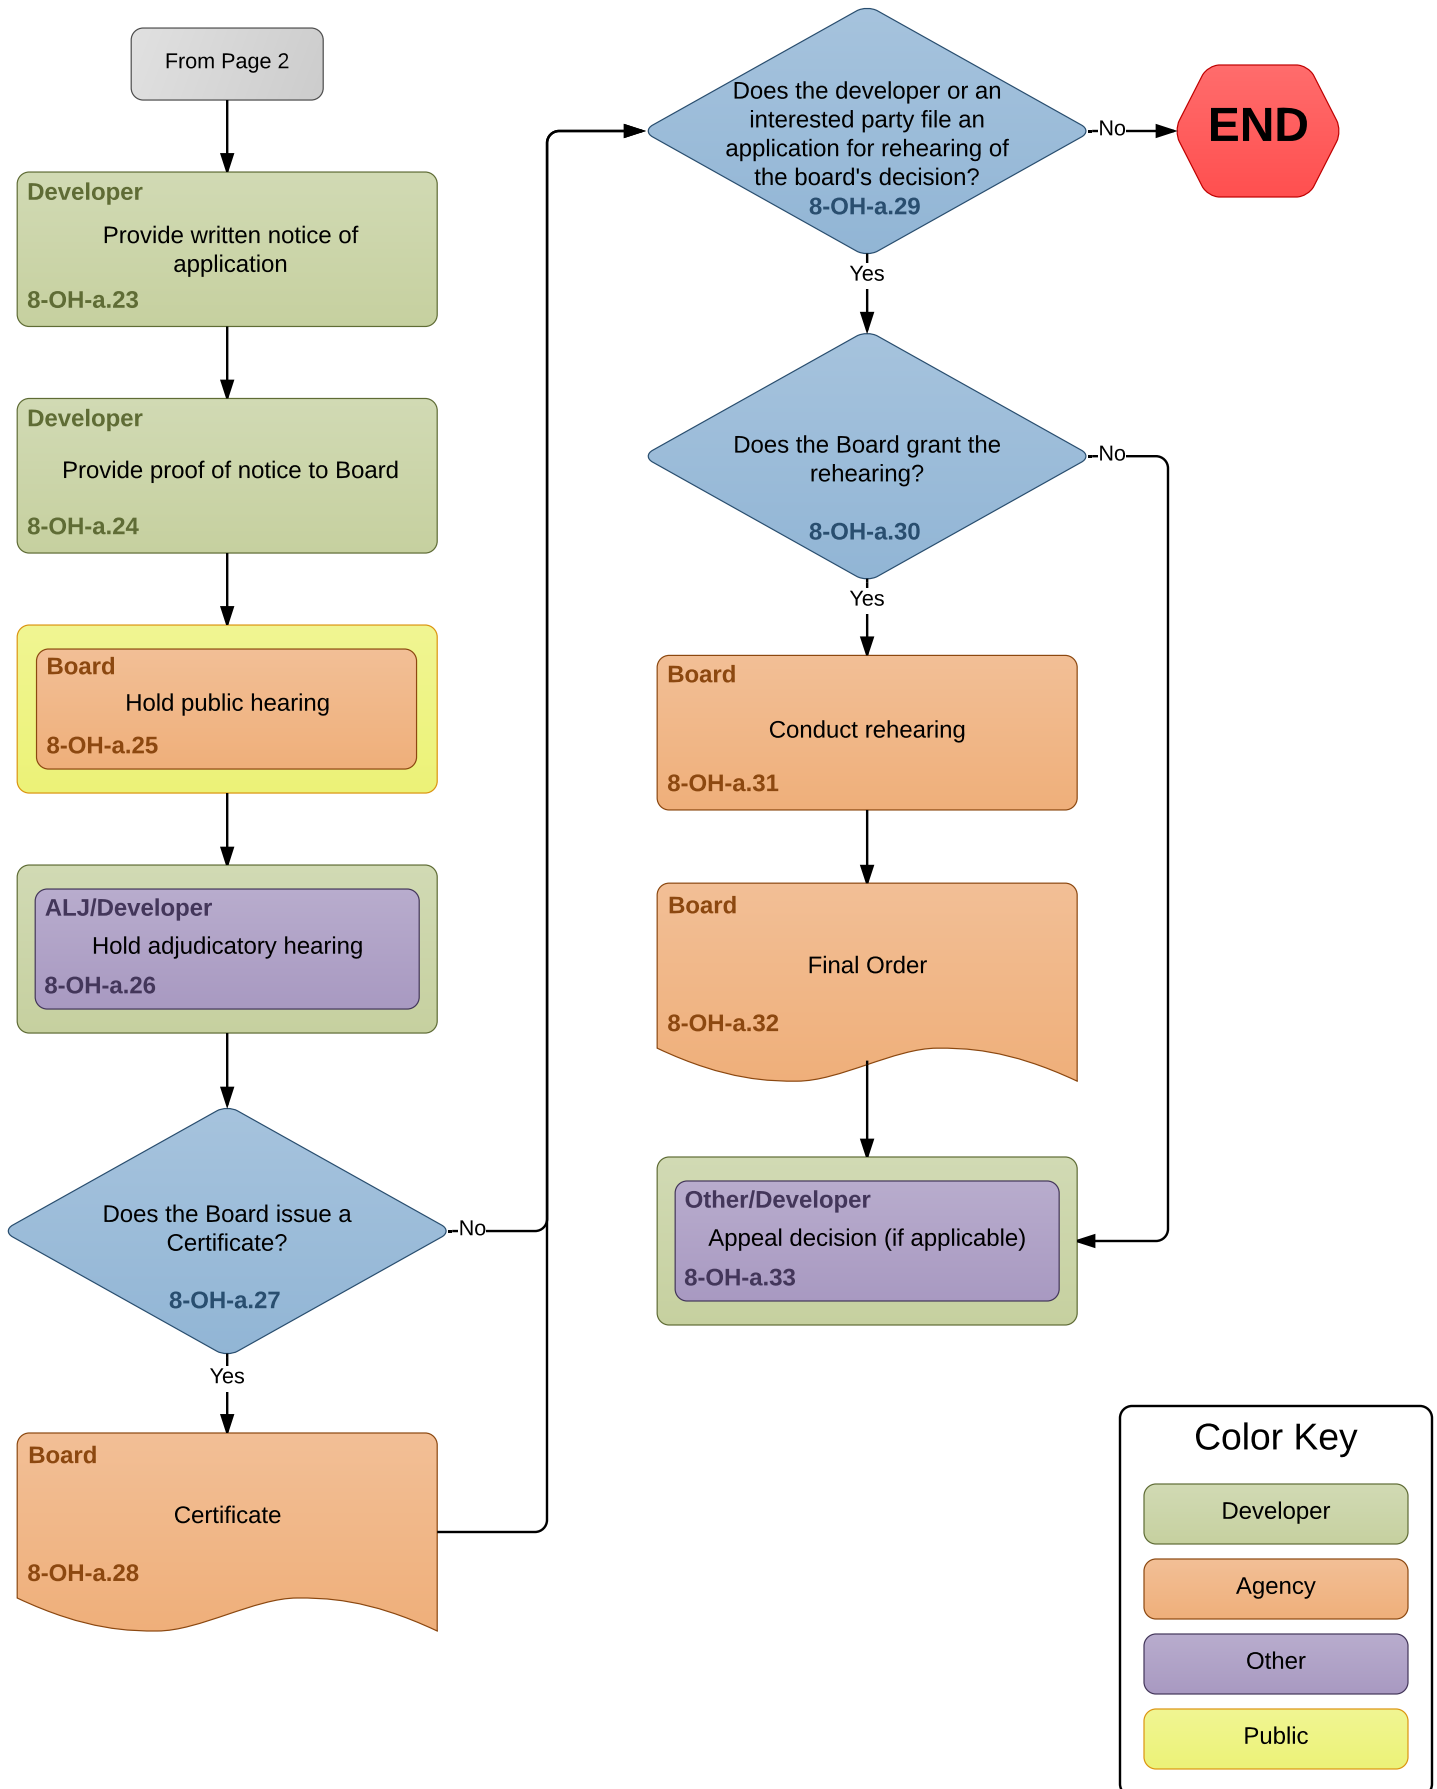 From Page 2
Developer
Provide written notice of
application
8-OH-a.23
Developer
Provide proof of notice to Board
8-OH-a.24
Board
Hold public hearing
8-OH-a.25
ALJ/Developer
Hold adjudicatory hearing
8-OH-a.26
Does the Board issue a
Certificate?
8-OH-a.27
No
Yes
Board
Certificate
8-OH-a.28
Does the developer or an
interested party file an
application for rehearing of
the board's decision?
8-OH-a.29
No
END
Yes
Does the Board grant the
rehearing?
8-OH-a.30
No
Yes
Board
Conduct rehearing
8-OH-a.31
Board
Final Order
8-OH-a.32
Other/Developer
Appeal decision (if applicable)
8-OH-a.33
Color Key
Developer
Agency
Other
Public